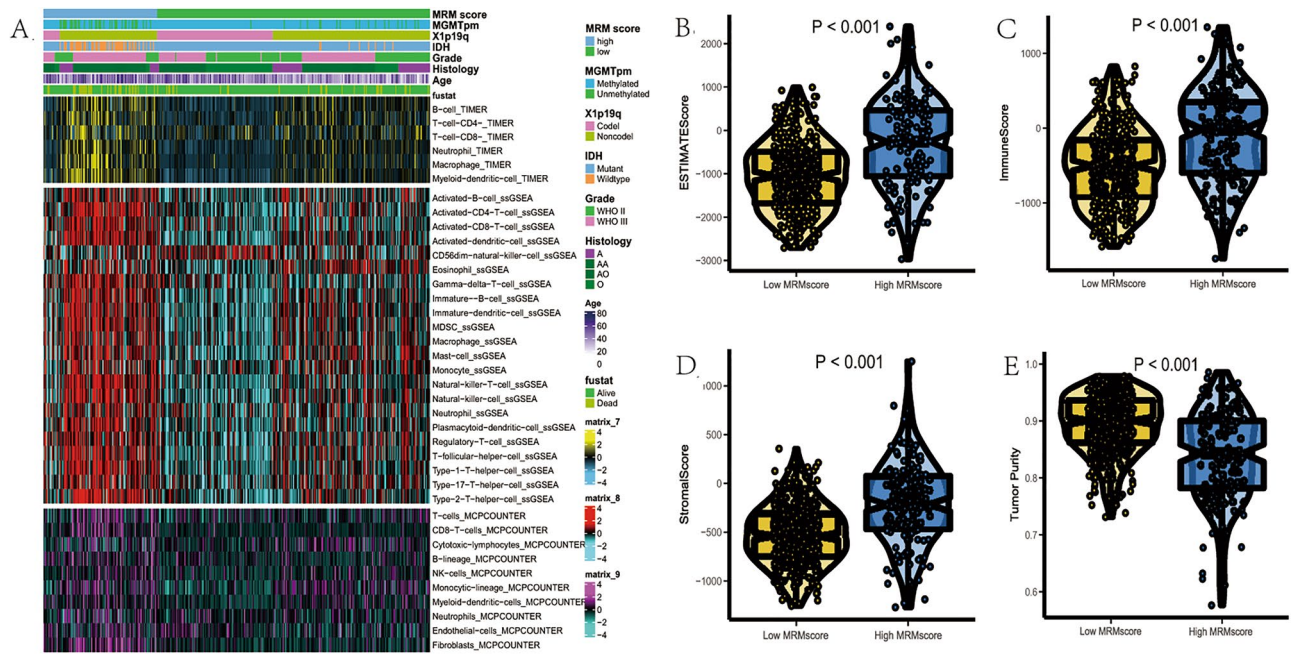 A.
MRM score
MGMTpm
X1p19q
IDH
Grade
Histology
Age
fustat
B-cell_TIMER
T-cell-CD4-_TIMER
T-cell-CD8-_TIMER
Neutrophil_TIMER
Macrophage_TIMER
Myeloid-dendritic-cell_TIMER
Activated-B-cell_ssGSEA
Activated-CD4-T-cell_ssGSEA
Activated-CD8-T-cell_ssGSEA
Activated-dendritic-cell_ssGSEA
CD56dim-natural-killer-cell_ssGSEA
Eosinophil_ssGSEA
Gamma-delta-T-cell_ssGSEA
Immature--B-cell_ssGSEA
Immature-dendritic-cell_ssGSEA
MDSC_ssGSEA
Macrophage_ssGSEA
Mast-cell_ssGSEA
Monocyte_ssGSEA
Natural-killer-T-cell_ssGSEA
Natural-killer-cell_ssGSEA
Neutrophil_ssGSEA
Plasmacytoid-dendritic-cell_ssGSEA
Regulatory-T-cell_ssGSEA
T-follicular-helper-cell_ssGSEA
Type-1-T-helper-cell_ssGSEA
Type-17-T-helper-cell_ssGSEA
Type-2-T-helper-cell_ssGSEA
T-cells_MCPCOUNTER
CD8-T-cells_MCPCOUNTER
Cytotoxic-lymphocytes_MCPCOUNTER
B-lineage_MCPCOUNTER
NK-cells_MCPCOUNTER
Monocytic-lineage_MCPCOUNTER
Myeloid-dendritic-cells_MCPCOUNTER
Neutrophils_MCPCOUNTER
Endothelial-cells_MCPCOUNTER
Fibroblasts_MCPCOUNTER
MRM score
high
low
MGMTpm
Methylated
Unmethylated
X1p19q
Codel
Noncodel
IDH
Mutant
Wildtype
Grade
WHO II
WHO III
Histology
A
AA
AO
O
Age
80
60
40
20
0
fustat
Alive
Dead
matrix_7
4
2
0
−2
−4
matrix_8
4
2
0
−2
−4
matrix_9
4
2
0
−2
−4
B.
P < 0.001
ESTIMATEScore
2000
1000
0
−1000
−2000
−3000
Low MRMscore
High MRMscore
C.
P < 0.001
ImmuneScore
1000
0
−1000
Low MRMscore
High MRMscore
D.
P < 0.001
StromalScore
1000
500
0
−500
−1000
Low MRMscore
High MRMscore
E
P < 0.001
Tumor Purity
1.0
0.9
0.8
0.7
0.6
Low MRMscore
High MRMscore